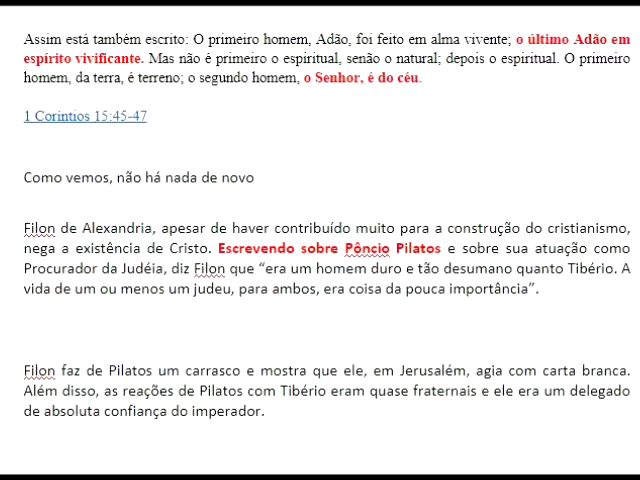 Assim está também escrito: O primeiro homem, Adão, foi feito em alma vivente; o último Adão em
espírito vivificante. Mas não é primeiro o espiritual, senão o natural; depois o espiritual. O primeiro
homem, da terra, é terreno; o segundo homem, o Senhor, é do céu.
1 Coríntios 15:45-47
Como vemos, não há nada de novo
Filon de Alexandria, apesar de haver contribuído muito para a construção do cristianismo,
nega a existência de Cristo. Escrevendo sobre Pôncio Pilatos e sobre sua atuação como
Procurador da Judéia, diz Filon que “era um homem duro e tão desumano quanto Tibério. A
vida de um ou menos um judeu, para ambos, era coisa da pouca importância”.
Filon faz de Pilatos um carrasco e mostra que ele, em Jerusalém, agia com carta branca.
Além disso, as reações de Pilatos com Tibério eram quase fraternais e ele era um delegado
de absoluta confiança do imperador.